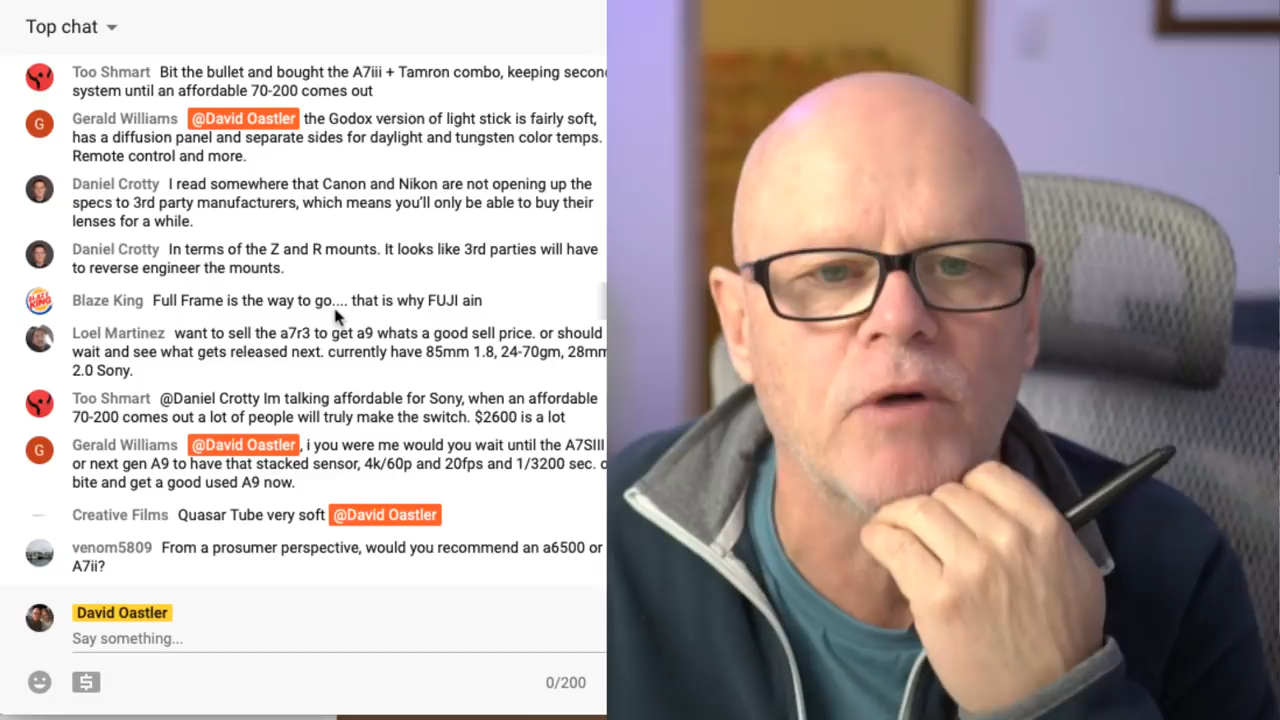 Top chat
Too Shmart Bit the bullet and bought the A7iii + Tamron combo, keeping
system until an affordable 70-200 comes out
Gerald Williams @David Oastler the Godox version of light stick is fairly soft,
has a diffusion panel and separate sides for daylight and tungsten color temps.
Remote control and more.
Daniel Crotty I read somewhere that Canon and Nikon are not opening up the
specs to 3rd party manufacturers, which means you'll only be able to buy their
lenses for a while.
Daniel Crotty In terms of the Z and R mounts. It looks like 3rd parties will have
to reverse engineer the mounts.
Blaze King Full Frame is the way to go.... that is why FUJI ain
Loel Martinez want to sell the a7r3 to get a9 whats a good sell price. or should
wait and see what gets released next. currently have 85mm 1.8, 24-70gm, 28mm
2.0 Sony.
Too Shmart @Daniel Crotty Im talking affordable for Sony, when an affordable
70-200 comes out a lot of people will truly make the switch. $2600 is a lot
G
Gerald Williams @David Oastler, i you were me would you wait until the A7SIII
or next gen A9 to have that stacked sensor, 4k/60p and 20fps and 1/3200 sec.
bite and get a good used A9 now.
Creative Films Quasar Tube very soft @David Oastler
venom5809 From a prosumer perspective, would you recommend an a6500 or
A7ii?
David Oastler
Say something...
$ 0/200